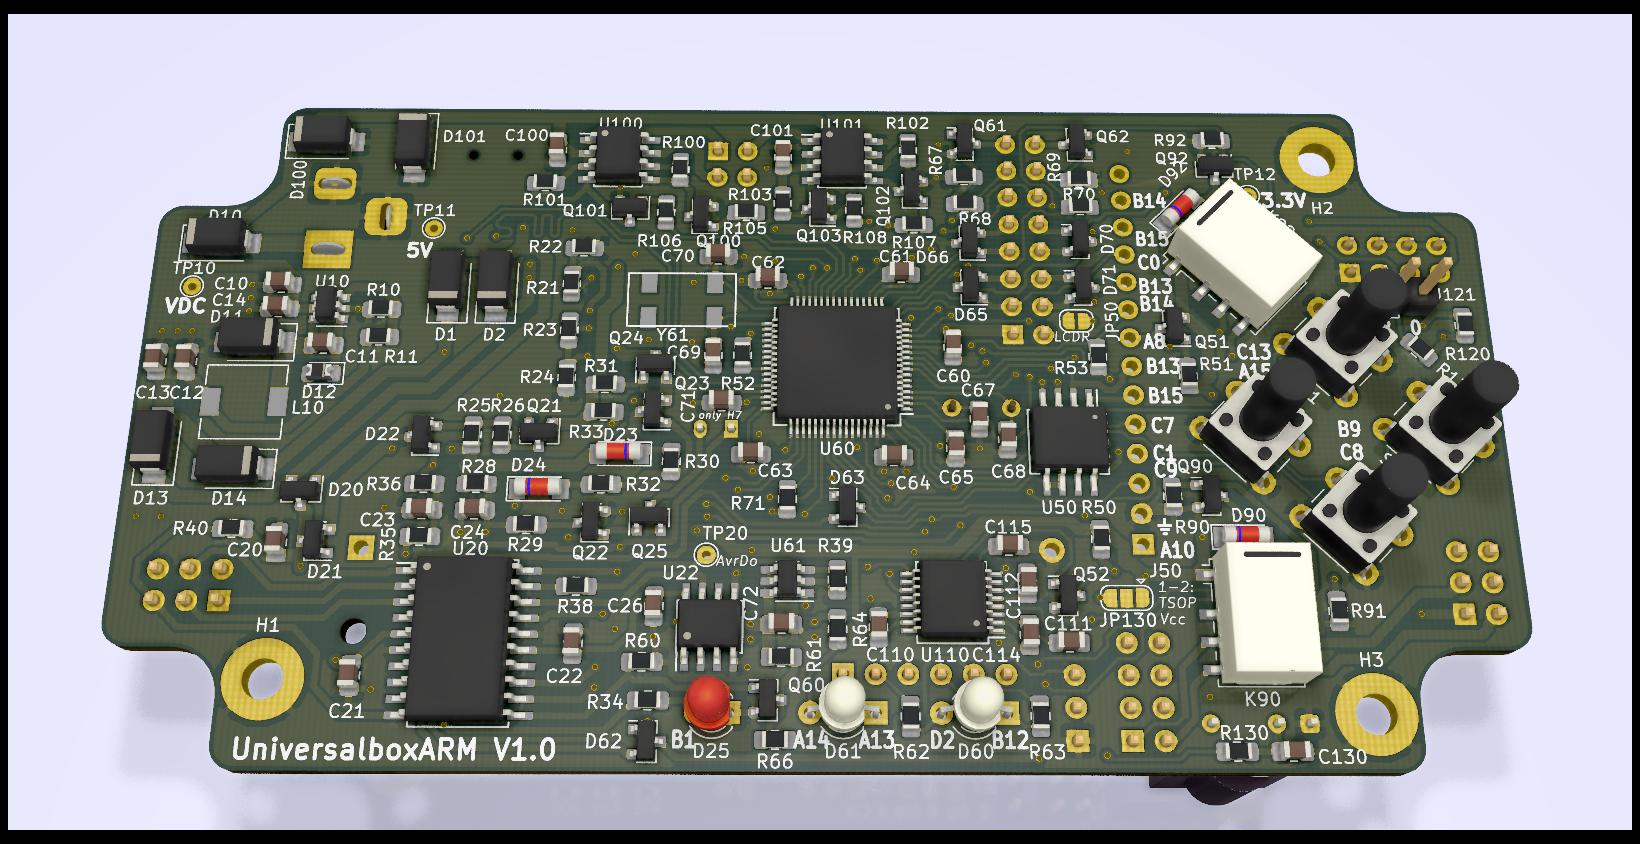 D100
D101
C100
U100
R100
C101
U101
R102
Q61
Q62
R92
Q92
D92
TP12
3.3V
H2
R101
Q101
R103
R67
R69
R70
B14
D10
TP11
5V
R22
R106
Q100
R105
Q103
R108
Q102
R107
R68
D70
B15
C0
TP10
VDC
C10
C14
D11
U10
R10
R21
C70
C62
C61
D66
D71
B13
B14
J121
D1
D2
R23
Q24
Y61
C69
D65
LCDR
JP50
A8
Q51
C13
A15
0
R120
C13
C12
C11
R11
D12
L10
R24
R31
Q23
R52
C71
only H7
C60
C67
R53
B13
R51
B15
D22
R25
R26
Q21
R33
D23
R30
U60
C63
C64
C65
C68
C7
C1
C9
B9
C8
D13
D14
D20
R36
R28
D24
R32
R71
D63
U50
R50
Q90
R90
D90
R40
C20
D21
C23
R35
C24
U20
R29
Q22
Q25
TP20
AvrDo
U61
R39
C115
A10
J50
H1
R38
C26
U22
C72
R64
C112
Q52
C111
JP130
1-2:
TSOP
Vcc
R91
C21
C22
R60
R61
C110
U110
C114
H3
R34
D62
B1
D25
Q60
R66
A14
D61
A13
R62
D2
D60
B12
R63
K90
R130
C130
UniversalboxARM V1.0